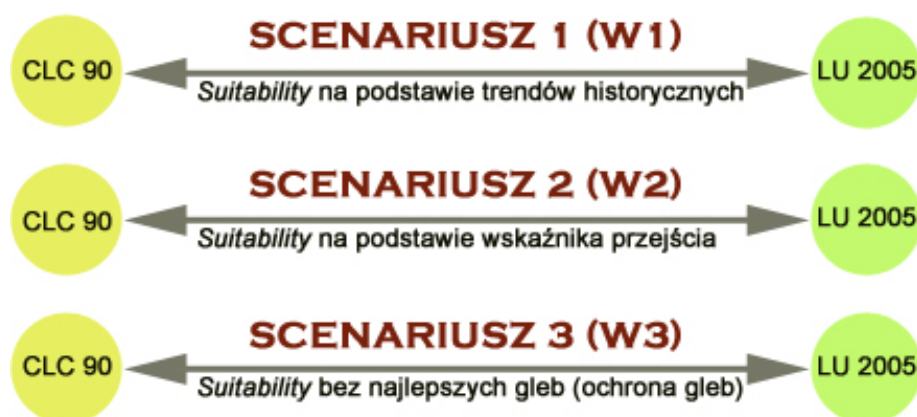 SCENARIUSZ 1 (W1)
CLC 90
LU 2005
Suitability na podstawie trendów historycznych
SCENARIUSZ 2 (W2)
CLC 90
LU 2005
Suitability na podstawie wskaźnika przejścia
SCENARIUSZ 3 (W3)
CLC 90
LU 2005
Suitability bez najlepszych gleb (ochrona gleb)